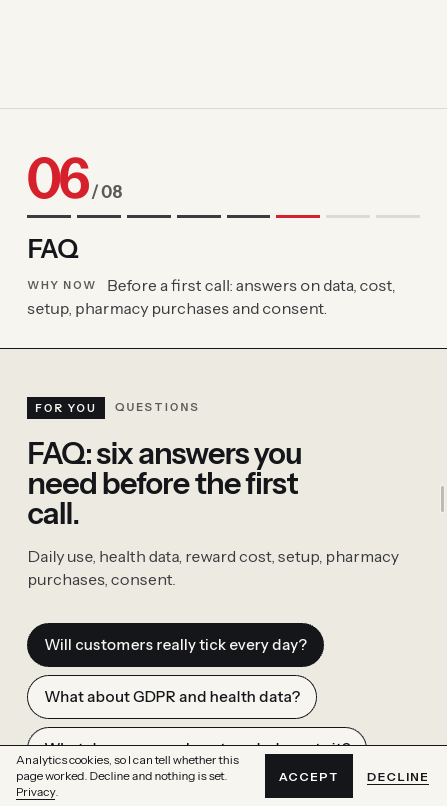 06 / 08
FAQ
WHY NOW Before a first call: answers on data, cost,
setup, pharmacy purchases and consent.
FOR YOU QUESTIONS
FAQ: six answers you
need before the first
call.
Daily use, health data, reward cost, setup, pharmacy
purchases, consent.
Will customers really tick every day?
What about GDPR and health data?
Analytics cookies, so I can tell whether this
page worked. Decline and nothing is set.
Privacy.
ACCEPT
DECLINE